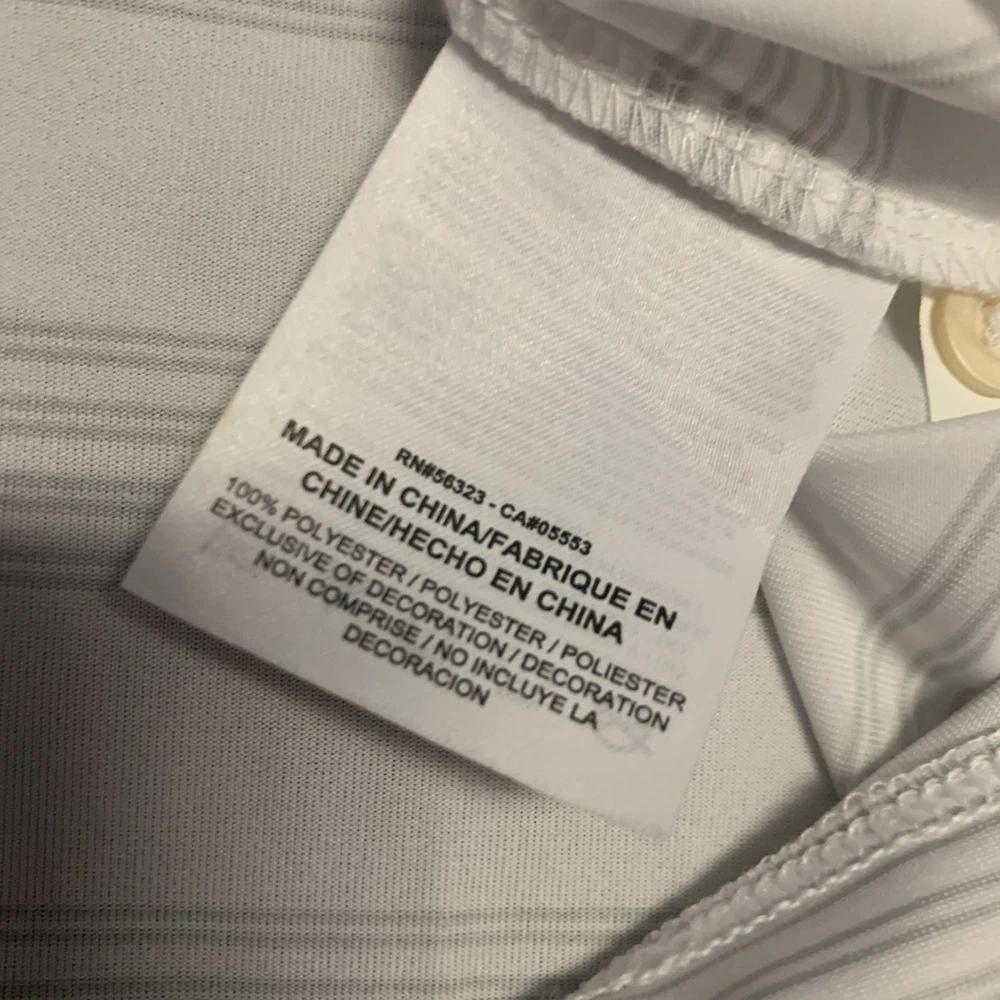 RN#56323 - CA#05553
MADE IN CHINA/FABRIQUE EN
CHINE/HECHO EN CHINA
100% POLYESTER / POLYESTER / POLIESTER
EXCLUSIVE OF DECORATION / DECORATION
NON COMPRISE / NO INCLUYE LA
DECORACION